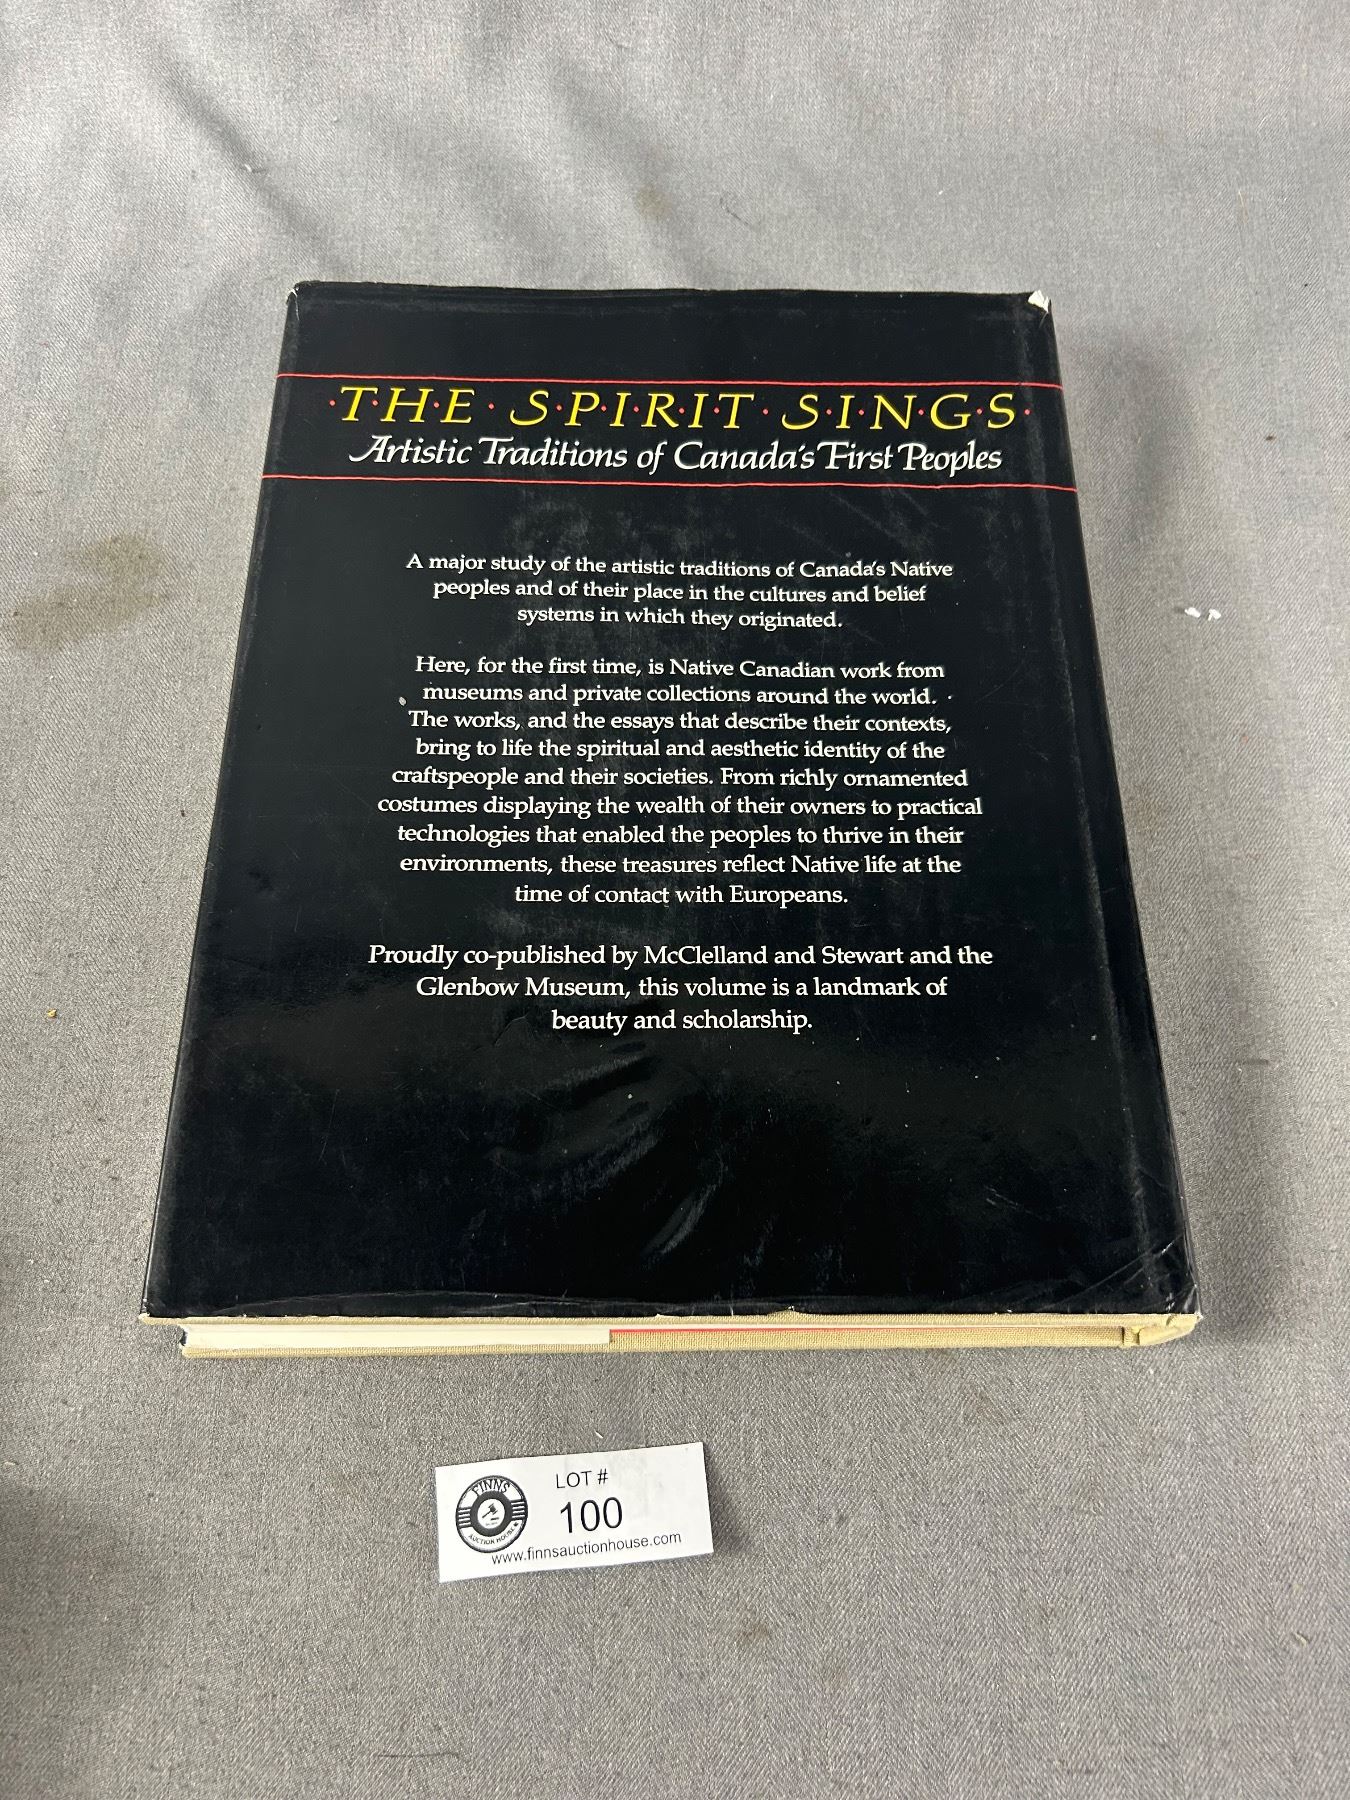 ·T·H·E· S·P·I·R·I·T· S·I·N·G·S·
Artistic Traditions of Canada's First Peoples
A major study of the artistic traditions of Canada's Native
peoples and of their place in the cultures and belief
systems in which they originated.
Here, for the first time, is Native Canadian work from
museums and private collections around the world.
The works, and the essays that describe their contexts,
bring to life the spiritual and aesthetic identity of the
craftspeople and their societies. From richly ornamented
costumes displaying the wealth of their owners to practical
technologies that enabled the peoples to thrive in their
environments, these treasures reflect Native life at the
time of contact with Europeans.
Proudly co-published by McClelland and Stewart and the
Glenbow Museum, this volume is a landmark of
beauty and scholarship.
FINNS
AUCTION HOUSE
LOT #
100
www.finnsauctionhouse.com